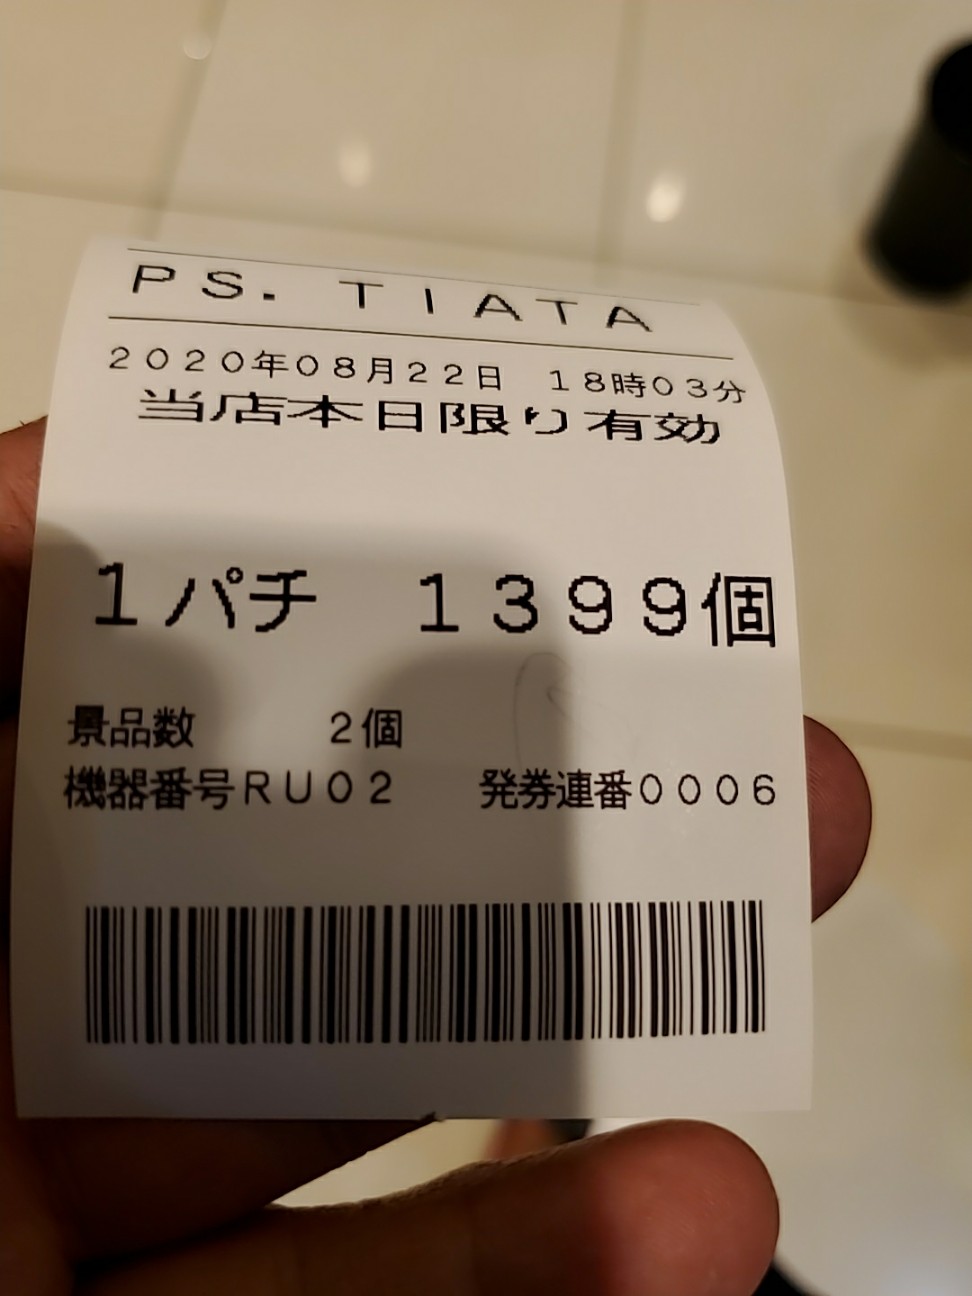 ＰＳ．　ＴＩＡＴＡ
２０２０年０８月２２日　１８時０３分
当店本日限り有効
１パチ　１３９９個
景品数　２個
機器番号ＲＵ０２　発券連番０００６